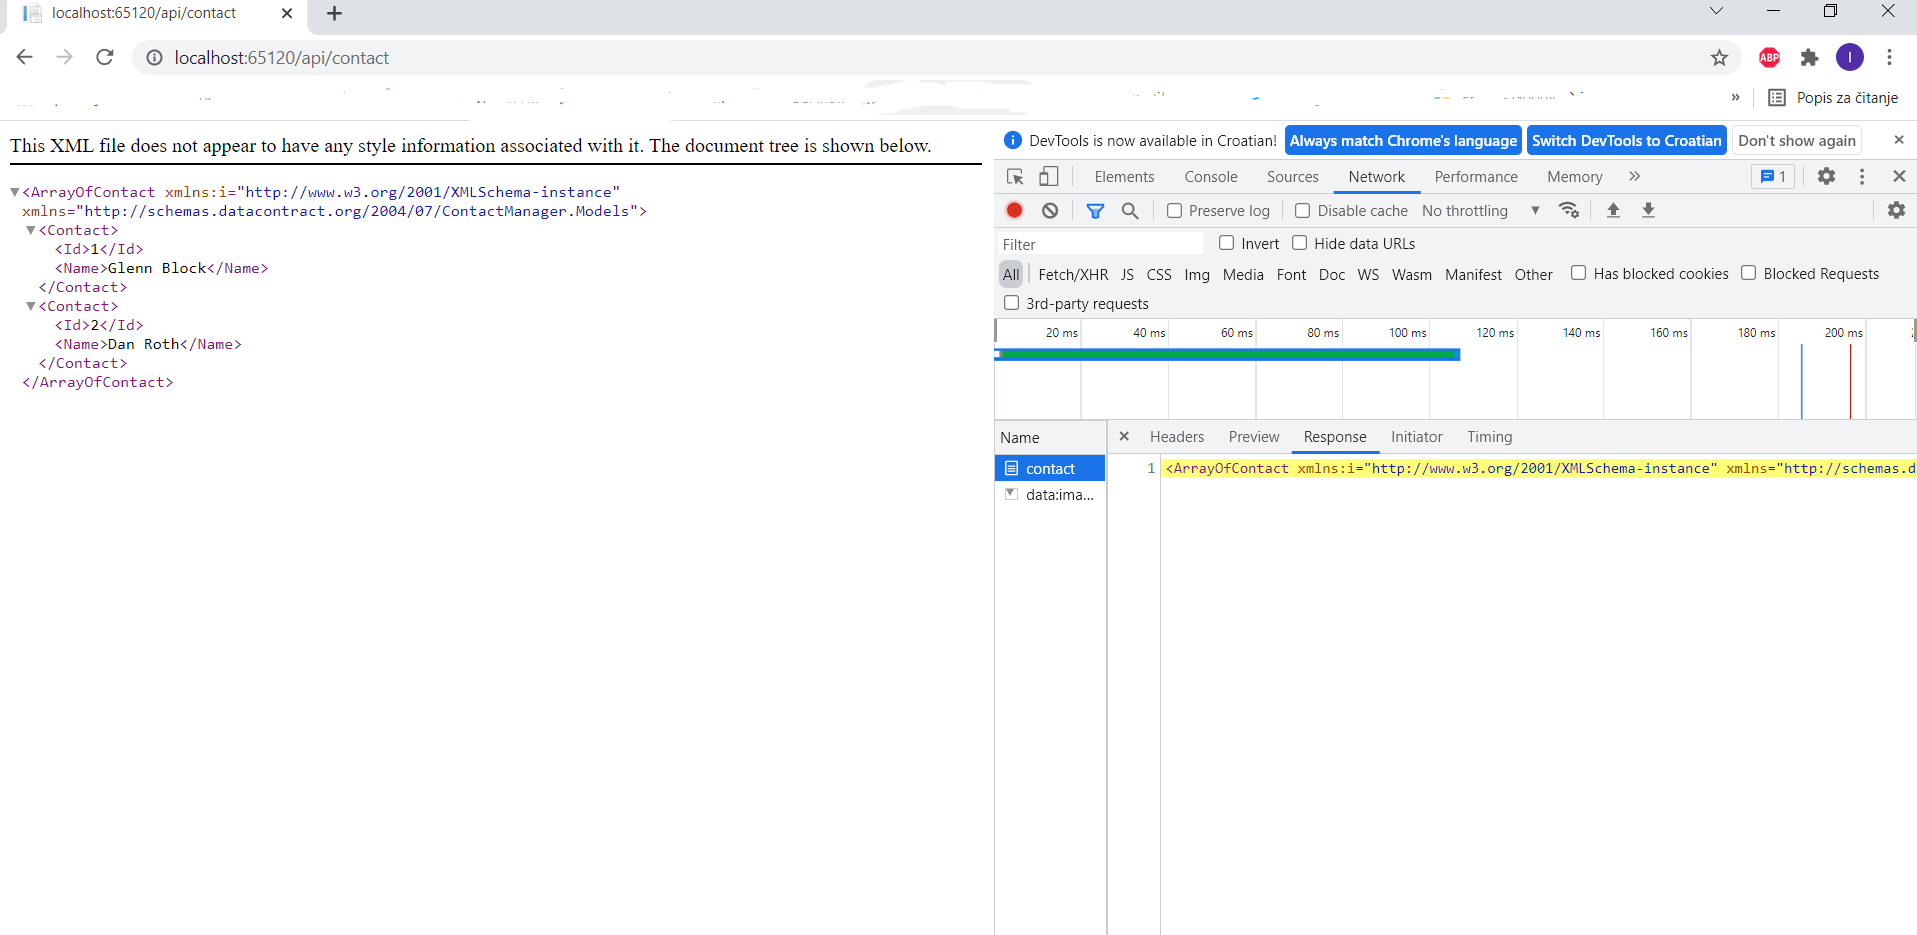 localhost:65120/api/contact
localhost:65120/api/contact
ABP
I
» Popis za čitanje
This XML file does not appear to have any style information associated with it. The document tree is shown below.
▼<ArrayOfContact xmlns:i="http://www.w3.org/2001/XMLSchema-instance"
xmlns="http://schemas.datacontract.org/2004/07/ContactManager.Models">
▼<Contact>
<Id>1</Id>
<Name>Glenn Block</Name>
</Contact>
▼<Contact>
<Id>2</Id>
<Name>Dan Roth</Name>
</Contact>
</ArrayOfContact>
DevTools is now available in Croatian! Always match Chrome's language Switch DevTools to Croatian Don't show again
Elements Console Sources Network Performance Memory » 1
Preserve log Disable cache No throttling
Filter Invert Hide data URLs
All Fetch/XHR JS CSS Img Media Font Doc WS Wasm Manifest Other Has blocked cookies Blocked Requests
3rd-party requests
20 ms 40 ms 60 ms 80 ms 100 ms 120 ms 140 ms 160 ms 180 ms 200 ms
Name Headers Preview Response Initiator Timing
contact 1 <ArrayOfContact xmlns:i="http://www.w3.org/2001/XMLSchema-instance" xmlns="http://schemas.d
data:ima...